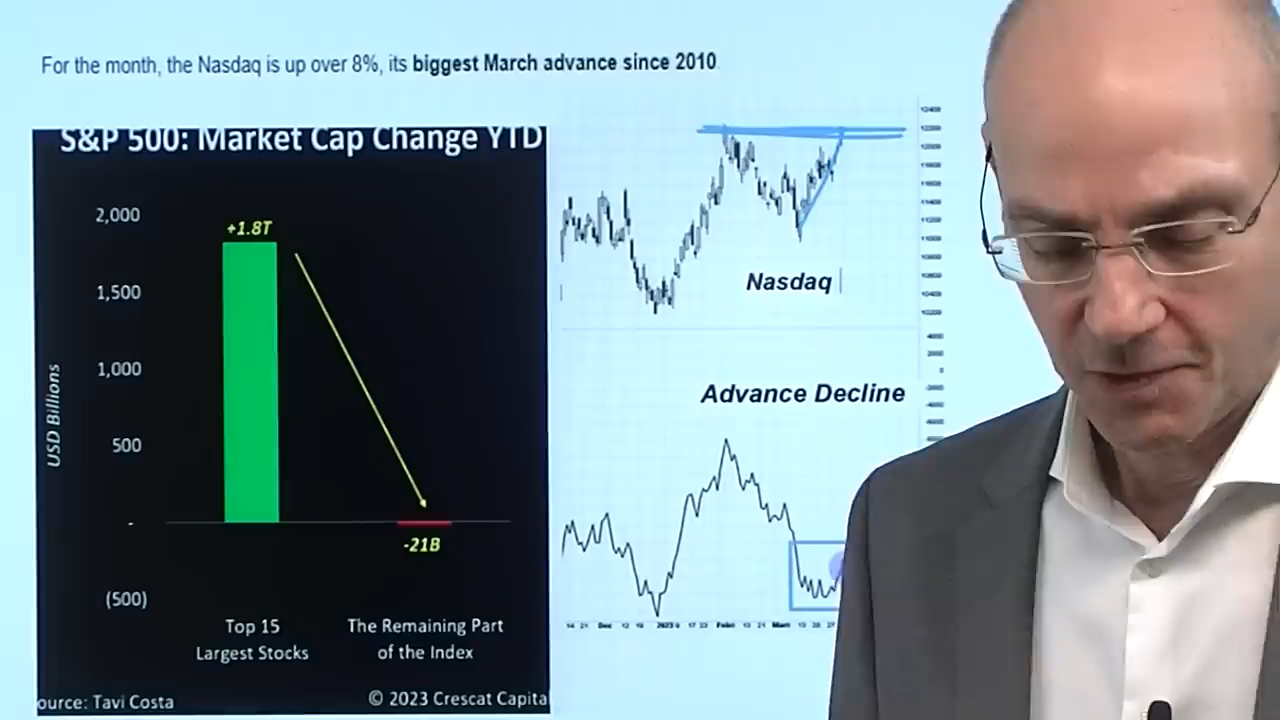 For the month, the Nasdaq is up over 8%, its biggest March advance since 2010
S&P 500: Market Cap Change YTD
2,000
+1.8T
1,500
1,000
USD Billions
500
-
-21B
(500)
Top 15
Largest Stocks
The Remaining Part
of the Index
ource: Tavi Costa
© 2023 Crescat Capital
Nasdaq
Advance Decline